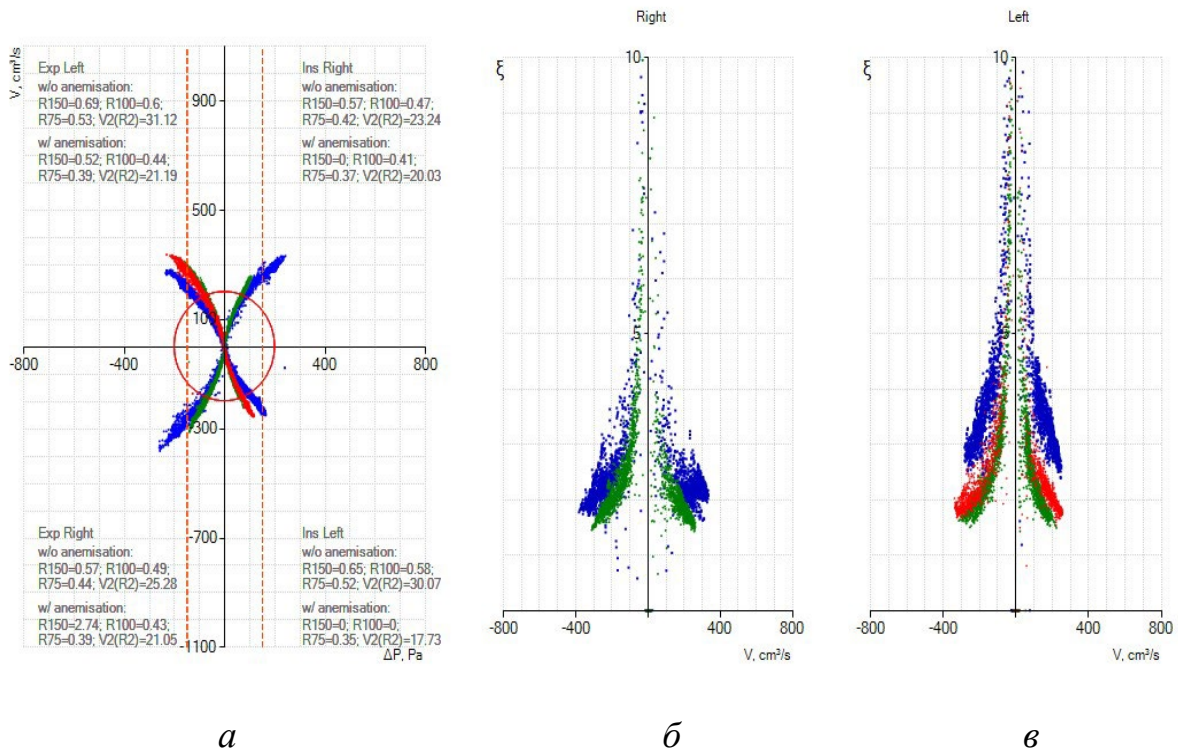 Right
Left
V, cm³/s
Exp Left
w/o anemisation:
R150=0.69; R100=0.6;
R75=0.53; V2(R2)=31.12
w/ anemisation:
R150=0.52; R100=0.44;
R75=0.39; V2(R2)=21.19
Ins Right
w/o anemisation:
R150=0.57; R100=0.47;
R75=0.42; V2(R2)=23.24
w/ anemisation:
R150=0; R100=0.41;
R75=0.37; V2(R2)=20.03
900
500
100
-800
-400
400
800
-300
-700
-1100
Exp Right
w/o anemisation:
R150=0.57; R100=0.49;
R75=0.44; V2(R2)=25.28
w/ anemisation:
R150=2.74; R100=0.43;
R75=0.39; V2(R2)=21.05
Ins Left
w/o anemisation:
R150=0.65; R100=0.58;
R75=0.52; V2(R2)=30.07
w/ anemisation:
R150=0; R100=0;
R75=0.35; V2(R2)=17.73
ΔP, Pa
ξ
10
5
-800
-400
400
800
V, cm³/s
ξ
10
-800
-400
400
800
V, cm³/s
а
б
в